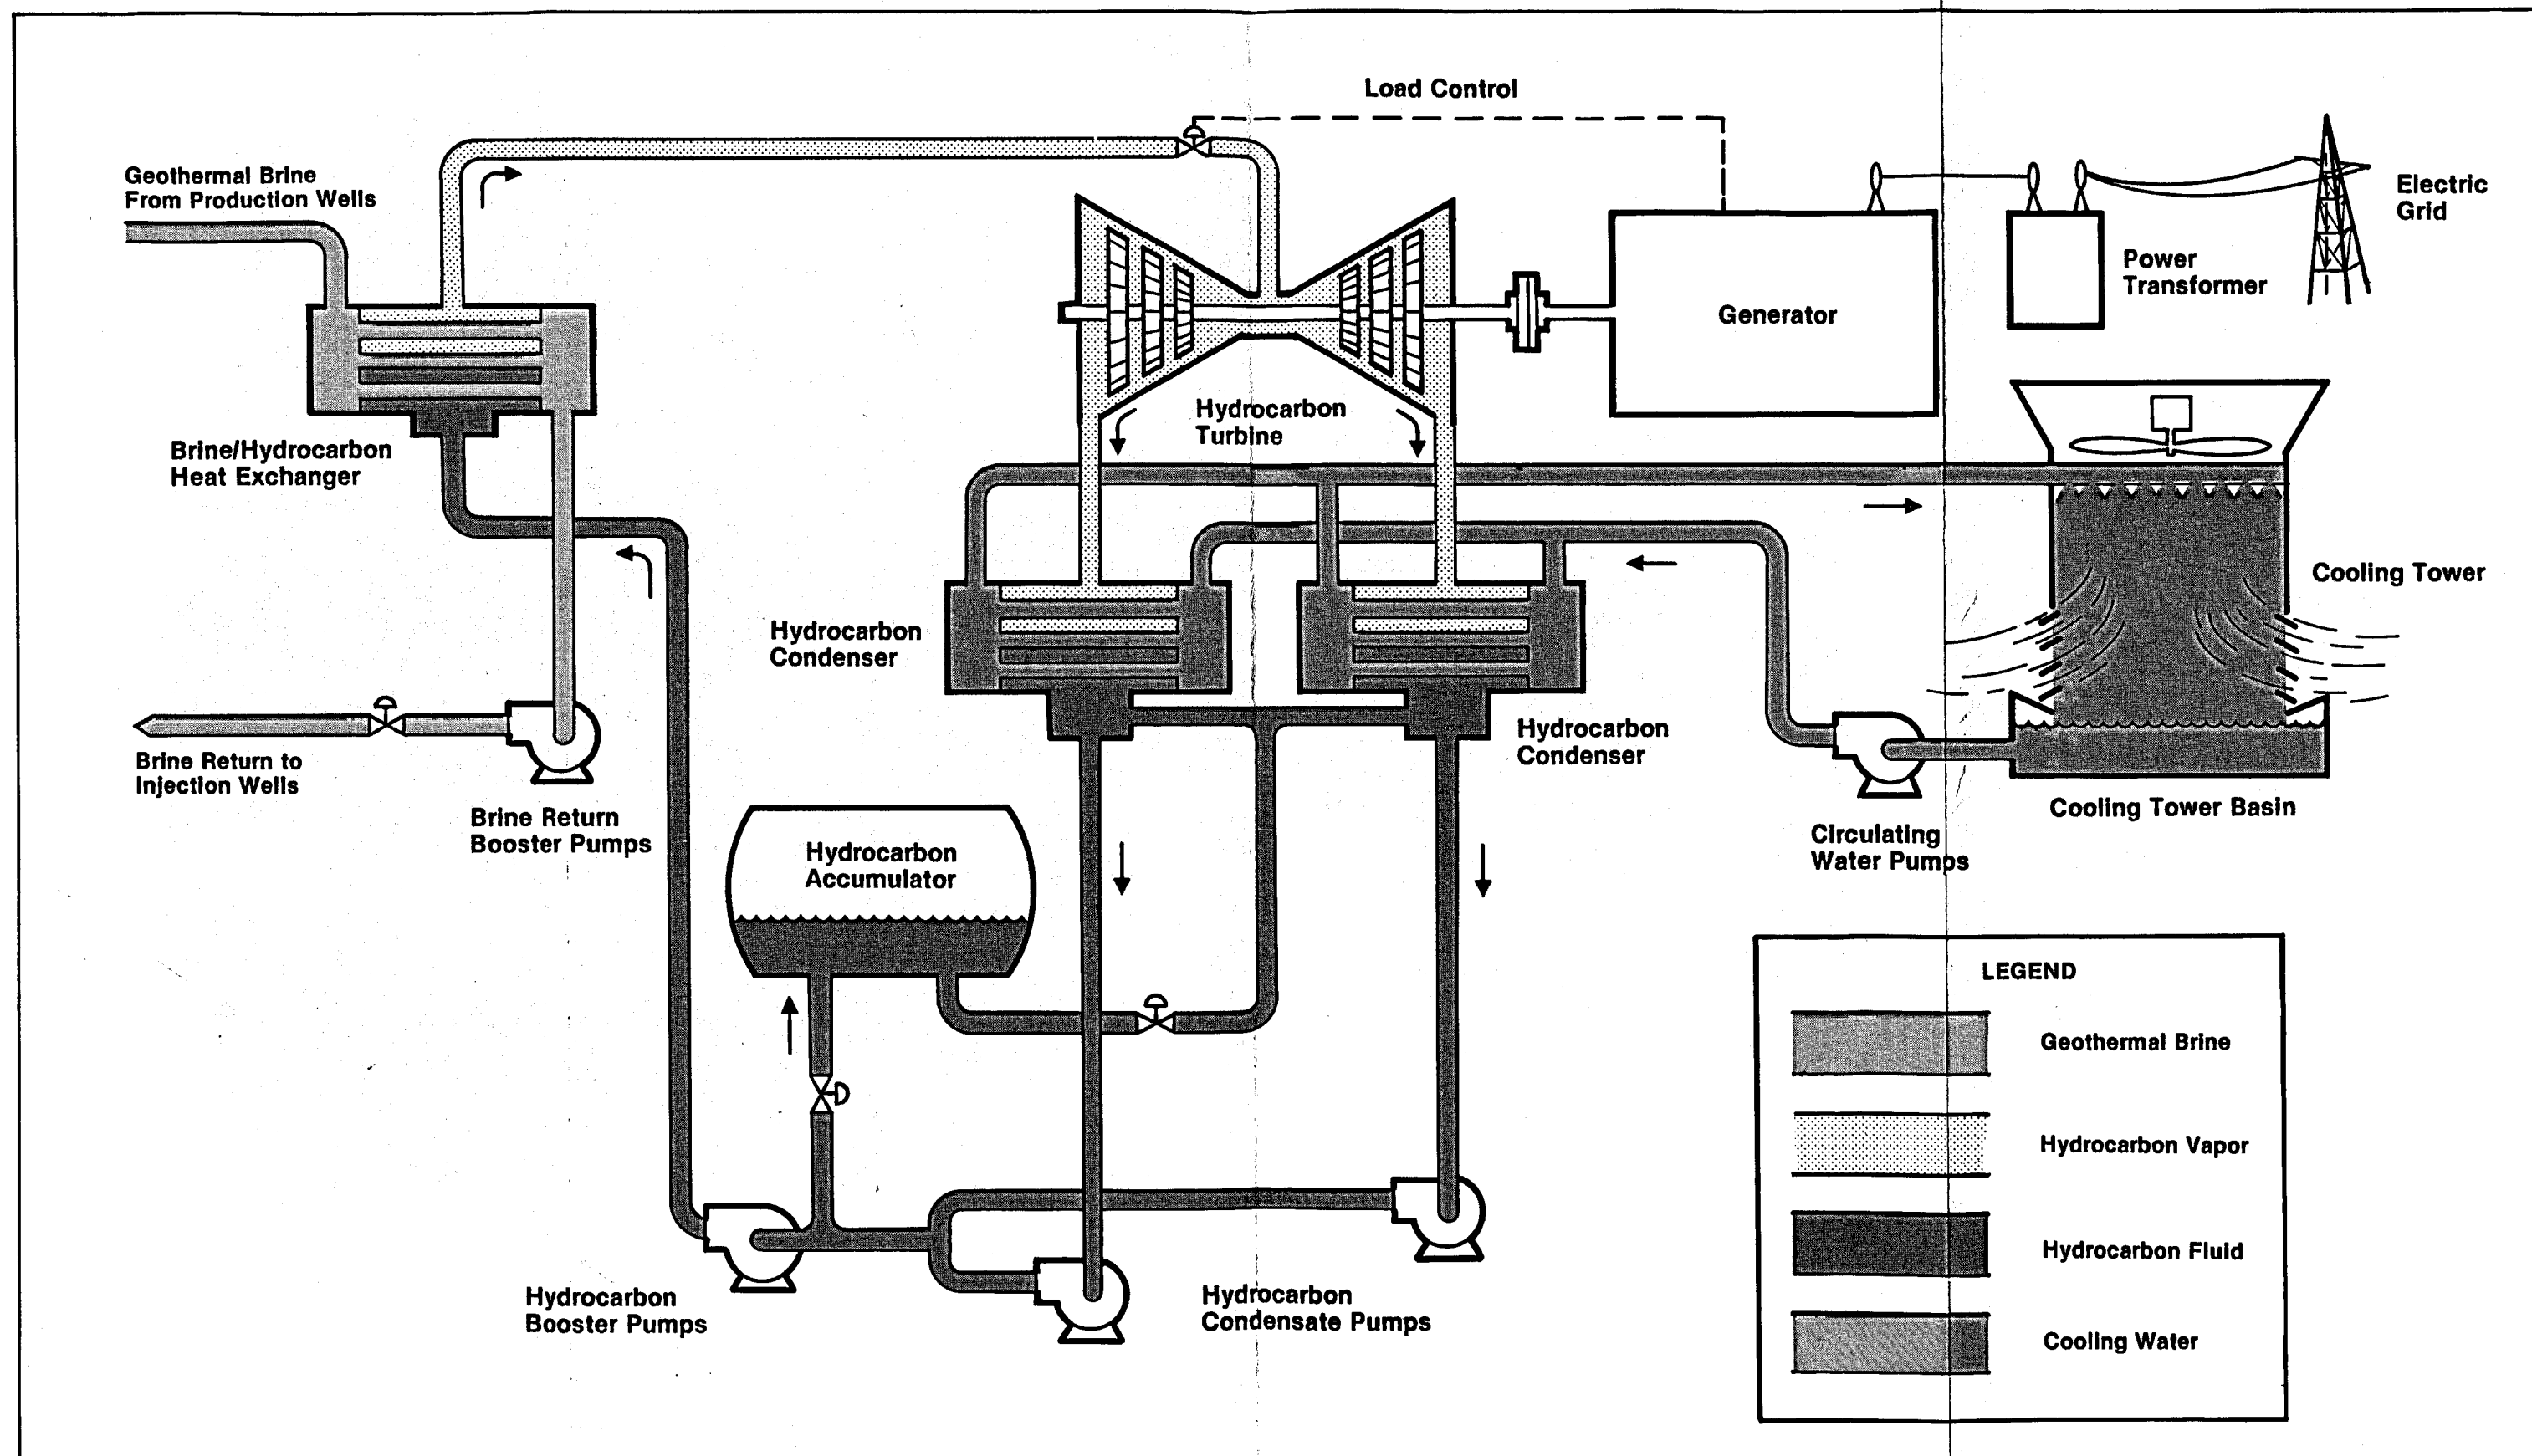 Load Control
Geothermal Brine
From Production Wells
Electric
Grid
Power
Transformer
Generator
Hydrocarbon
Turbine
Brine/Hydrocarbon
Heat Exchanger
Cooling Tower
Hydrocarbon
Condenser
Hydrocarbon
Condenser
Brine Return to
Injection Wells
Brine Return
Booster Pumps
Cooling Tower Basin
Circulating
Water Pumps
Hydrocarbon
Accumulator
LEGEND
Geothermal Brine
Hydrocarbon Vapor
Hydrocarbon Fluid
Cooling Water
Hydrocarbon
Booster Pumps
Hydrocarbon
Condensate Pumps